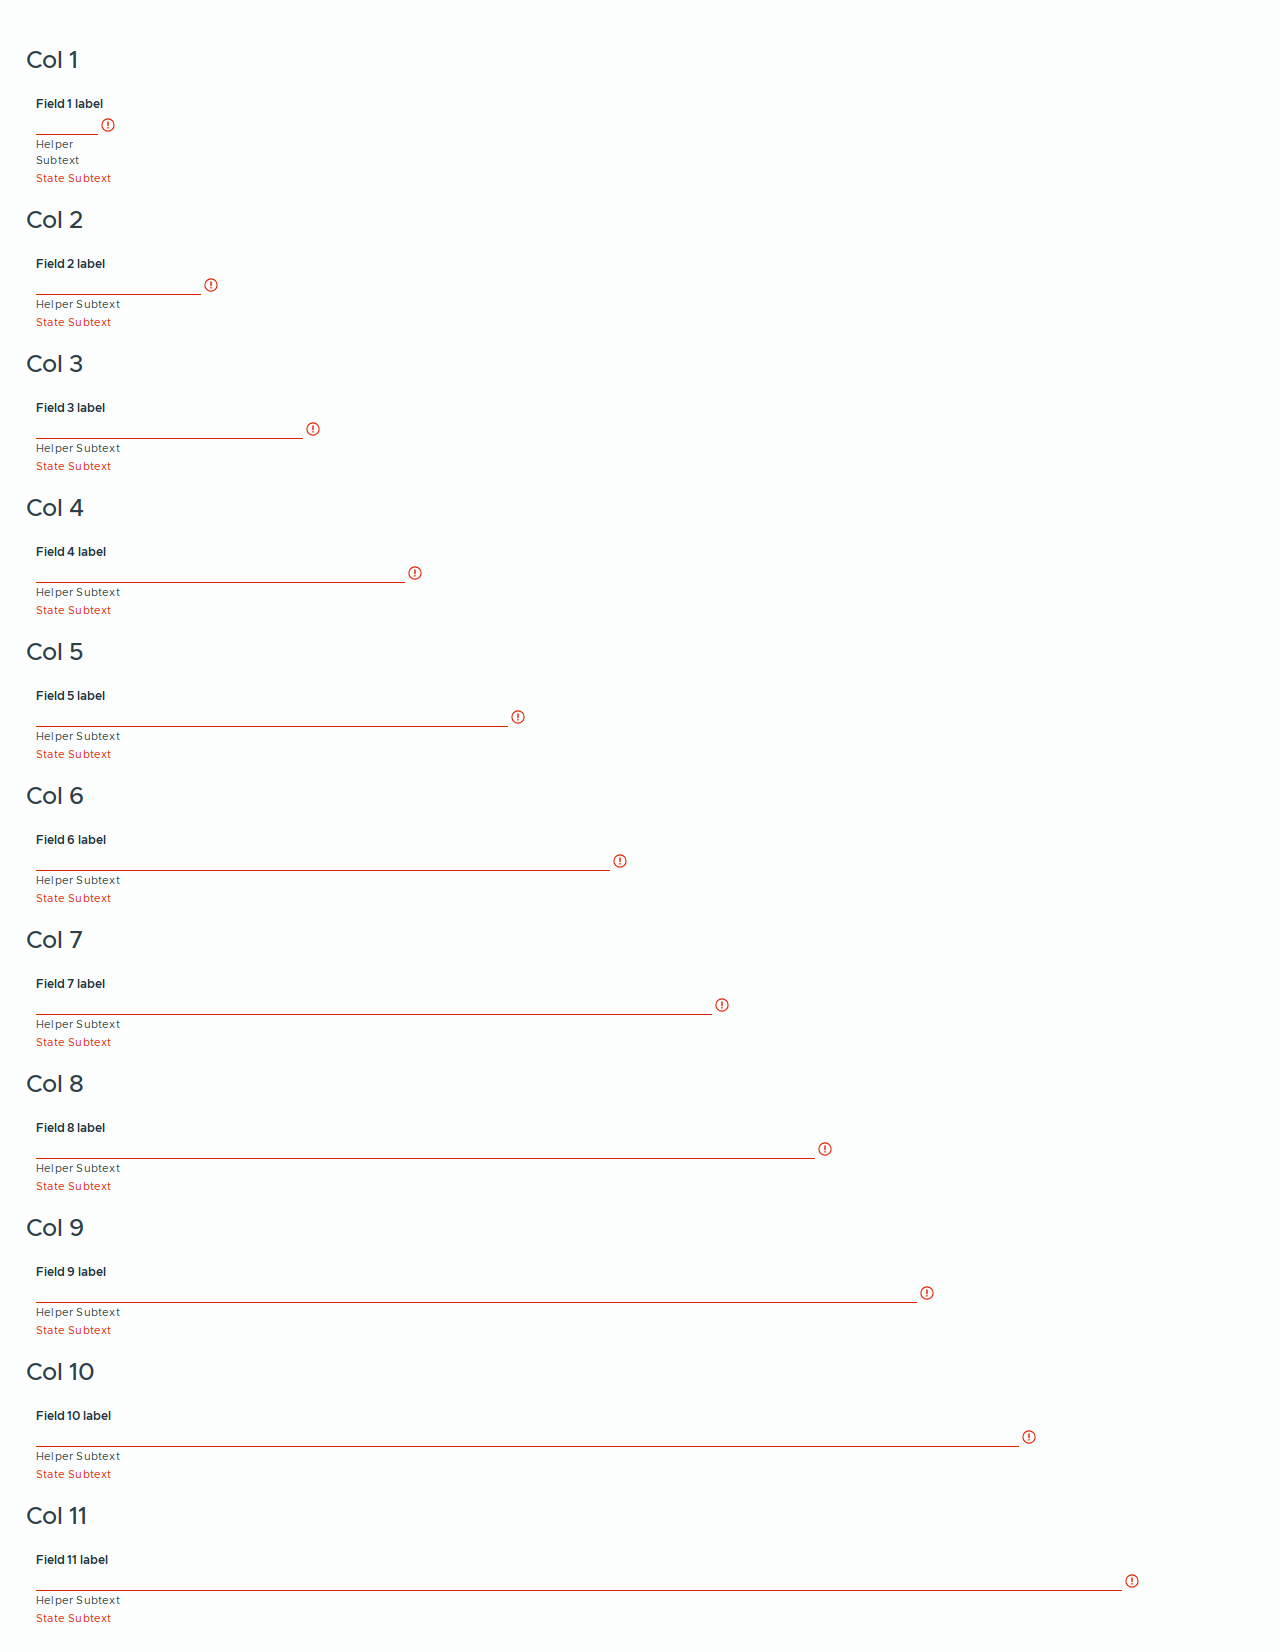 Col 1
Field 1 label
Helper
Subtext
State Subtext
Col 2
Field 2 label
Helper Subtext
State Subtext
Col 3
Field 3 label
Helper Subtext
State Subtext
Col 4
Field 4 label
Helper Subtext
State Subtext
Col 5
Field 5 label
Helper Subtext
State Subtext
Col 6
Field 6 label
Helper Subtext
State Subtext
Col 7
Field 7 label
Helper Subtext
State Subtext
Col 8
Field 8 label
Helper Subtext
State Subtext
Col 9
Field 9 label
Helper Subtext
State Subtext
Col 10
Field 10 label
Helper Subtext
State Subtext
Col 11
Field 11 label
Helper Subtext
State Subtext